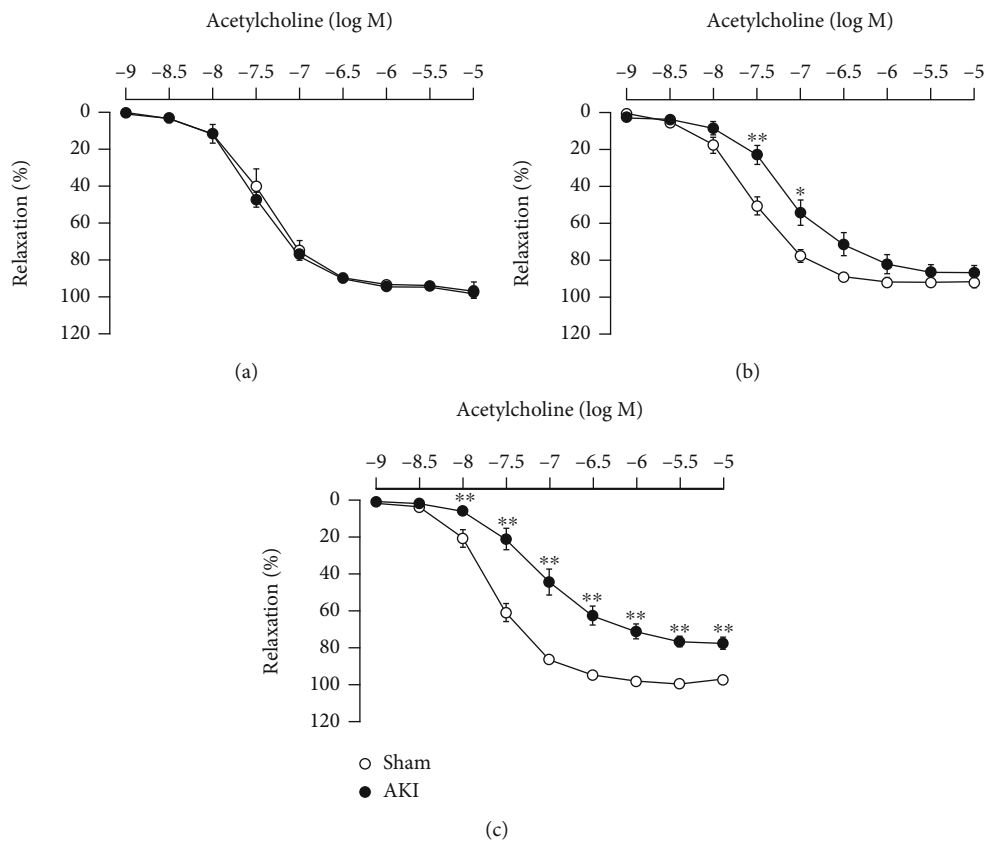 Acetylcholine (log M)
–9 –8.5 –8 –7.5 –7 –6.5 –6 –5.5 –5
0
20
40
60
80
100
120
Relaxation (%)
(a)
Acetylcholine (log M)
–9 –8.5 –8 –7.5 –7 –6.5 –6 –5.5 –5
0
20
40
60
80
100
120
Relaxation (%)
**
*
(b)
Acetylcholine (log M)
–9 –8.5 –8 –7.5 –7 –6.5 –6 –5.5 –5
0
20
40
60
80
100
120
Relaxation (%)
**
**
**
**
**
** **
Sham
AKI
(c)